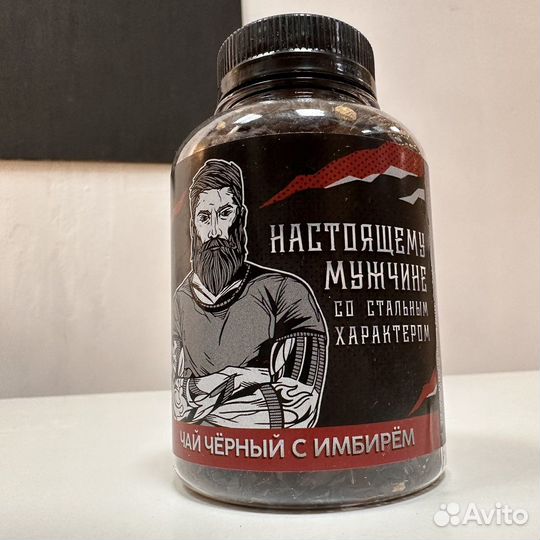 НАСТОЯЩЕМУ
МУЖЧИНЕ
СО СТАЛЬНЫМ
ХАРАКТЕРОМ
ЧАЙ ЧЁРНЫЙ С ИМБИРЁМ
Avito